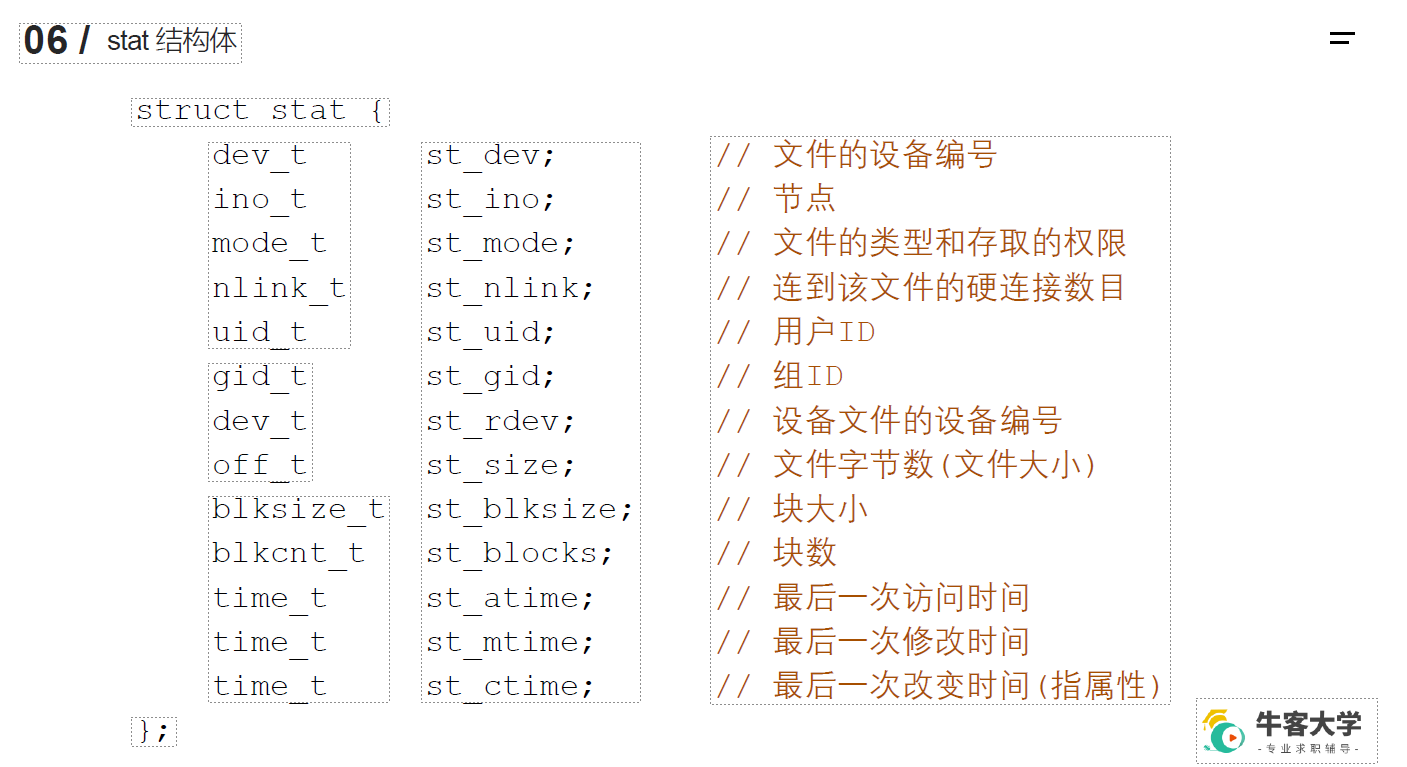 06 / stat 结构体
struct stat {
dev_t st_dev; // 文件的设备编号
ino_t st_ino; // 节点
mode_t st_mode; // 文件的类型和存取的权限
nlink_t st_nlink; // 连到该文件的硬连接数目
uid_t st_uid; // 用户ID
gid_t st_gid; // 组ID
dev_t st_rdev; // 设备文件的设备编号
off_t st_size; // 文件字节数(文件大小)
blksize_t st_blksize; // 块大小
blkcnt_t st_blocks; // 块数
time_t st_atime; // 最后一次访问时间
time_t st_mtime; // 最后一次修改时间
time_t st_ctime; // 最后一次改变时间(指属性)
};
牛客大学
-专业求职辅导-